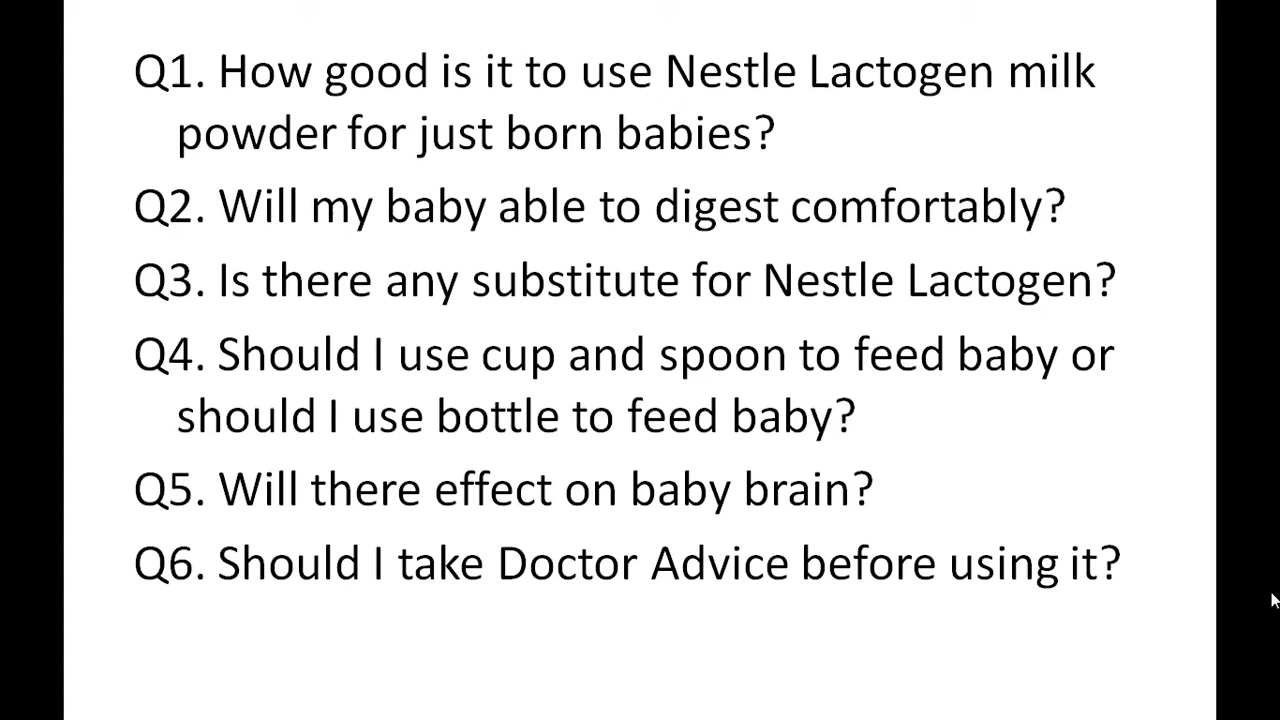 Q1. How good is it to use Nestle Lactogen milk
powder for just born babies?
Q2. Will my baby able to digest comfortably?
Q3. Is there any substitute for Nestle Lactogen?
Q4. Should I use cup and spoon to feed baby or
should I use bottle to feed baby?
Q5. Will there effect on baby brain?
Q6. Should I take Doctor Advice before using it?